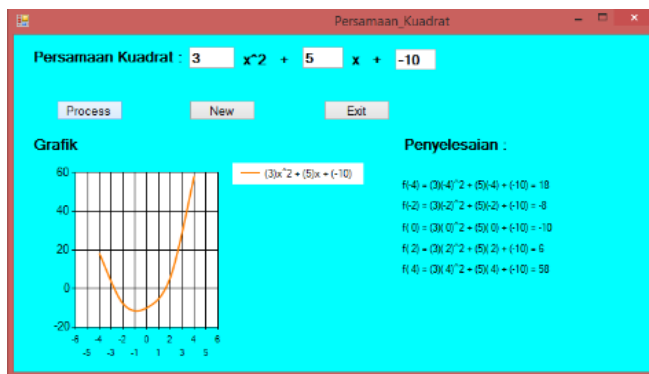 Persamaan_Kuadrat
Persamaan Kuadrat : 3 x^2 + 5 x + -10
Process New Exit
Grafik
Penyelesaian :
(3)x^2 + (5)x + (-10)
60
40
20
0
-20
-6 -4 -2 0 2 4 6
-5 -3 -1 1 3 5
f(-4) = (3)(-4)^2 + (5)(-4) + (-10) = 18
f(-2) = (3)(-2)^2 + (5)(-2) + (-10) = -8
f( 0) = (3)( 0)^2 + (5)( 0) + (-10) = -10
f( 2) = (3)( 2)^2 + (5)( 2) + (-10) = 6
f( 4) = (3)( 4)^2 + (5)( 4) + (-10) = 58